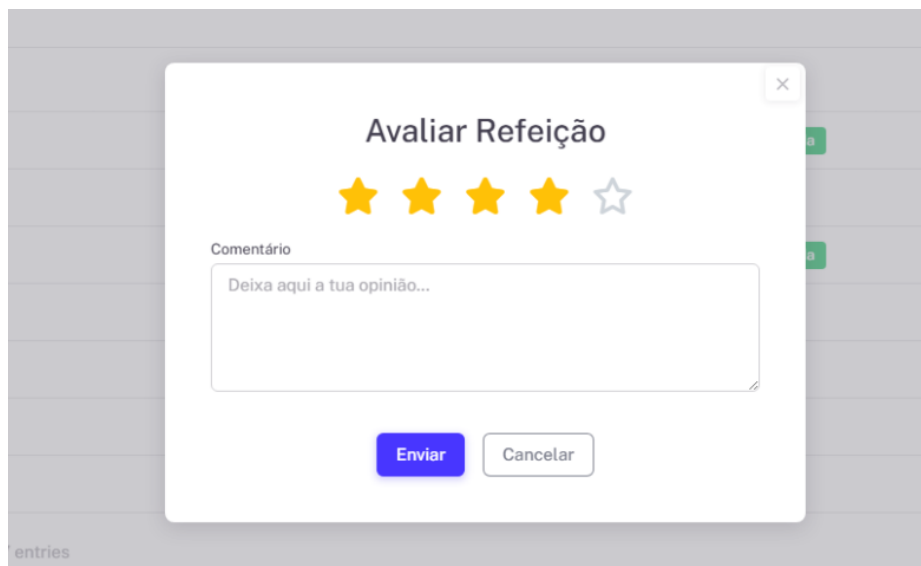 Avaliar Refeição
a
Comentário
a
Deixa aqui a tua opinião...
Enviar
Cancelar
entries